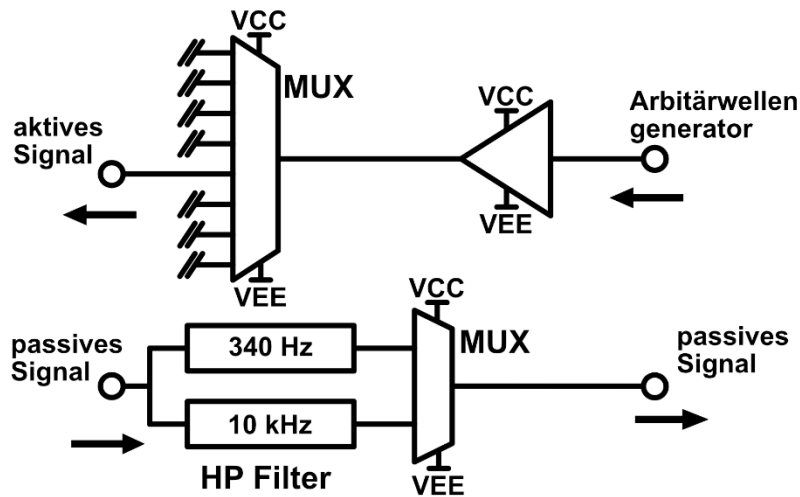 VCC
MUX
VCC
Arbitärwellen
generator
aktives
Signal
VEE
VEE
VCC
passives
Signal
340 Hz
MUX
passives
Signal
10 kHz
HP Filter
VEE